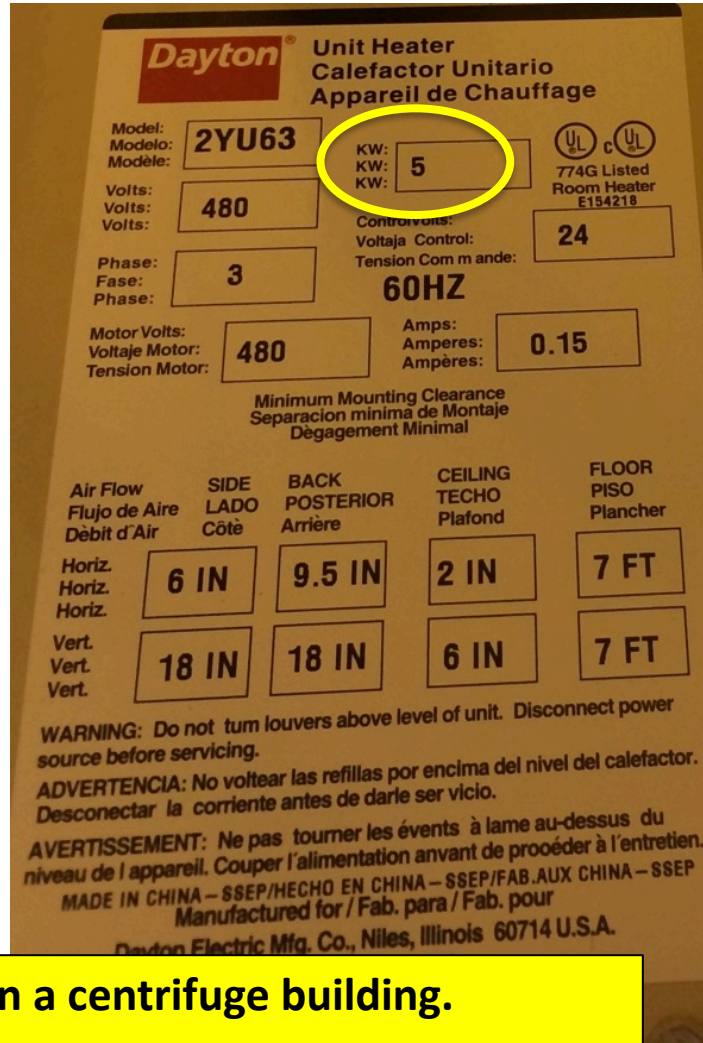 Dayton®
Unit Heater
Calefactor Unitario
Appareil de Chauffage
Model:
Modelo:
Modèle:
2YU63
KW:
KW:
KW:
5
UL c UL
774G Listed
Room Heater
E154218
Volts:
Volts:
Volts:
480
Controlvolts:
Voltaja Control:
Tension Com m ande:
24
Phase:
Fase:
Phase:
3
60HZ
Motor Volts:
Voltaje Motor:
Tension Motor:
480
Amps:
Amperes:
Ampères:
0.15
Minimum Mounting Clearance
Separacion minima de Montaje
Dègagement Minimal
Air Flow
Flujo de Aire
Dèbit d´Air
SIDE
LADO
Côtè
BACK
POSTERIOR
Arrière
CEILING
TECHO
Plafond
FLOOR
PISO
Plancher
Horiz.
Horiz.
Horiz.
6 IN
9.5 IN
2 IN
7 FT
Vert.
Vert.
Vert.
18 IN
18 IN
6 IN
7 FT
WARNING: Do not tum louvers above level of unit. Disconnect power
source before servicing.
ADVERTENCIA: No voltear las refillas por encima del nivel del calefactor.
Desconectar la corriente antes de darle ser vicio.
AVERTISSEMENT: Ne pas tourner les évents à lame au-dessus du
niveau de l appareil. Couper l´alimentation anvant de prooéder à l´entretien.
MADE IN CHINA – SSEP/HECHO EN CHINA – SSEP/FAB.AUX CHINA – SSEP
Manufactured for / Fab. para / Fab. pour
Dayton Electric Mfg. Co., Niles, Illinois 60714 U.S.A.
n a centrifuge building.